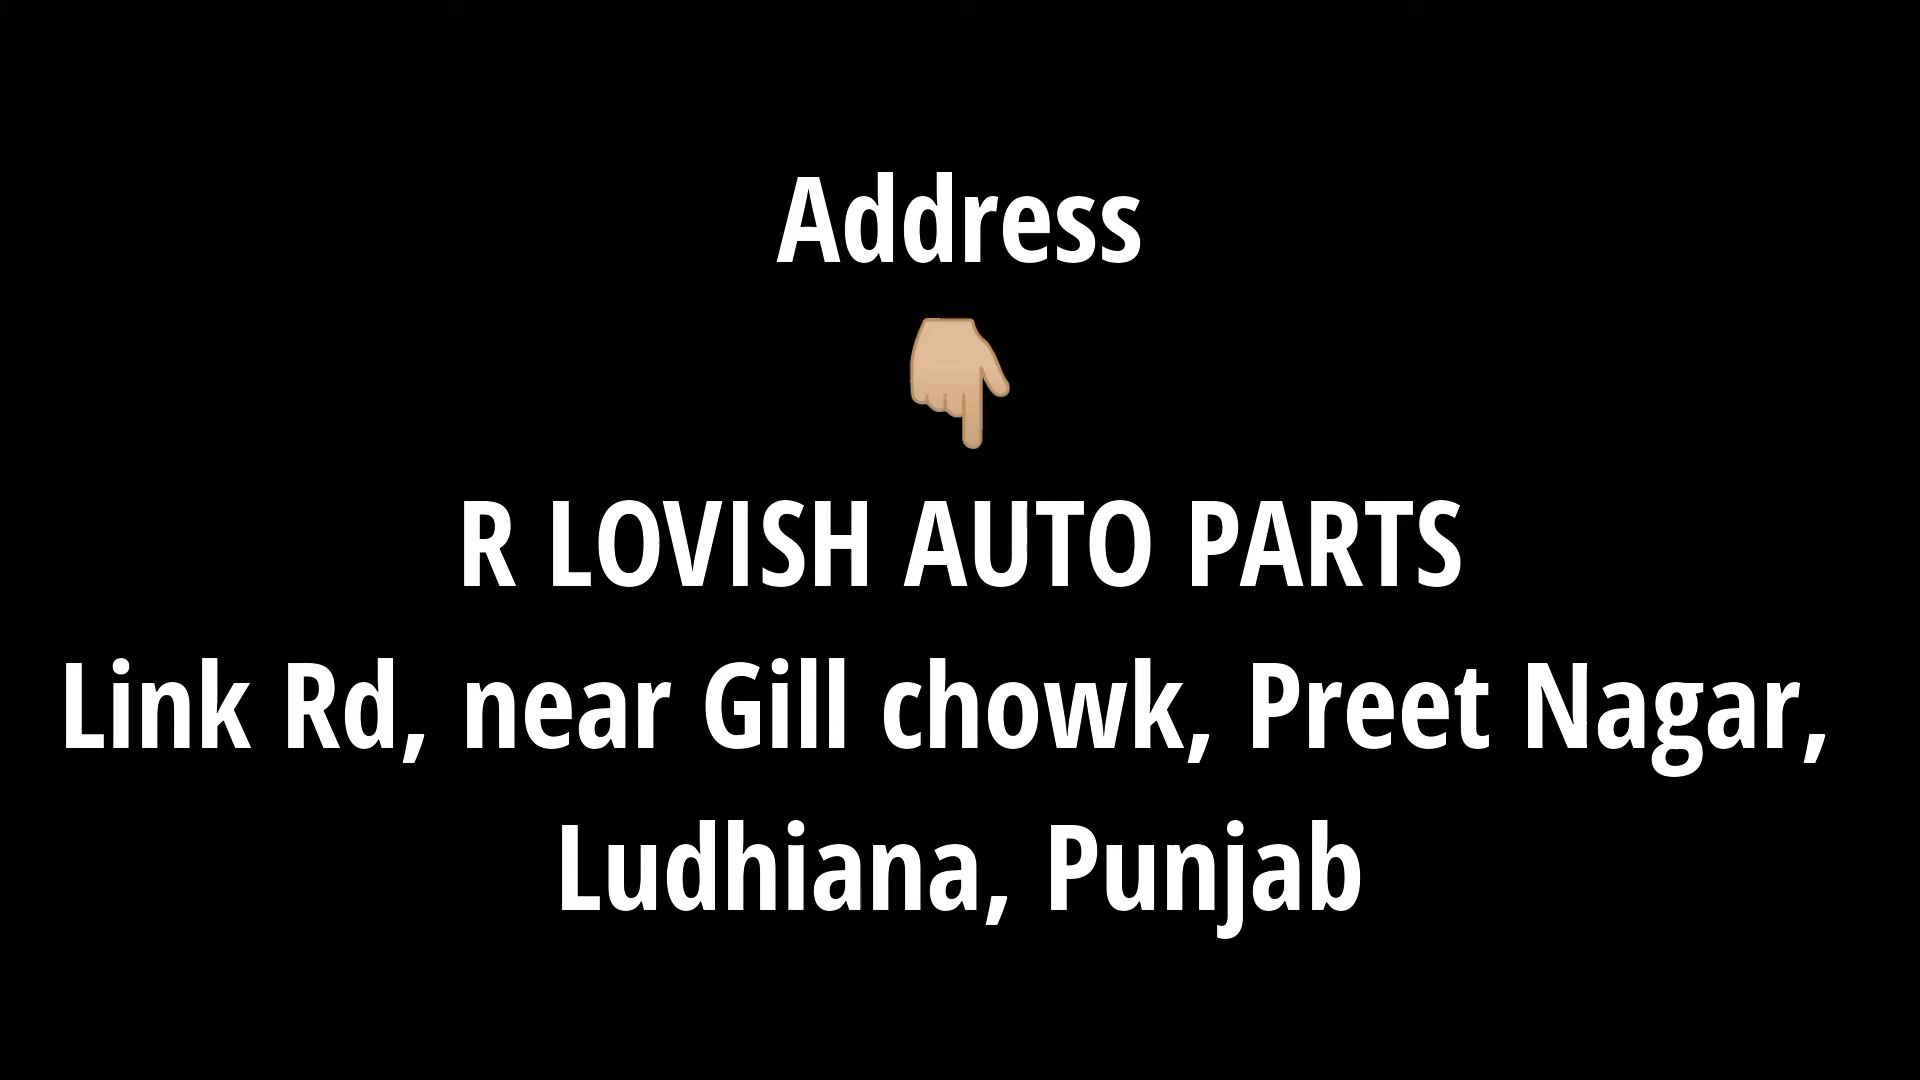 Address
👇🏼
R LOVISH AUTO PARTS
Link Rd, near Gill chowk, Preet Nagar,
Ludhiana, Punjab